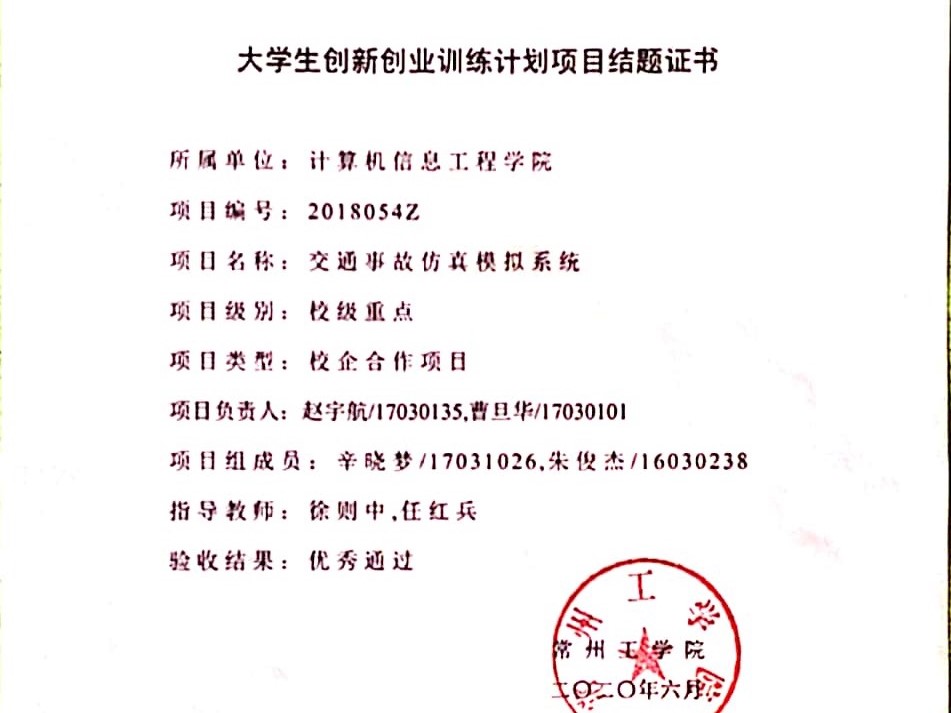 大学生创新创业训练计划项目结题证书
所属单位：计算机信息工程学院
项目编号：2018054Z
项目名称：交通事故仿真模拟系统
项目级别：校级重点
项目类型：校企合作项目
项目负责人：赵宇航/17030135,曹旦华/17030101
项目组成员：辛晓梦/17031026,朱俊杰/16030238
指导教师：徐则中,任红兵
验收结果：优秀通过
州工学院
常州工学院
二〇二〇年六月